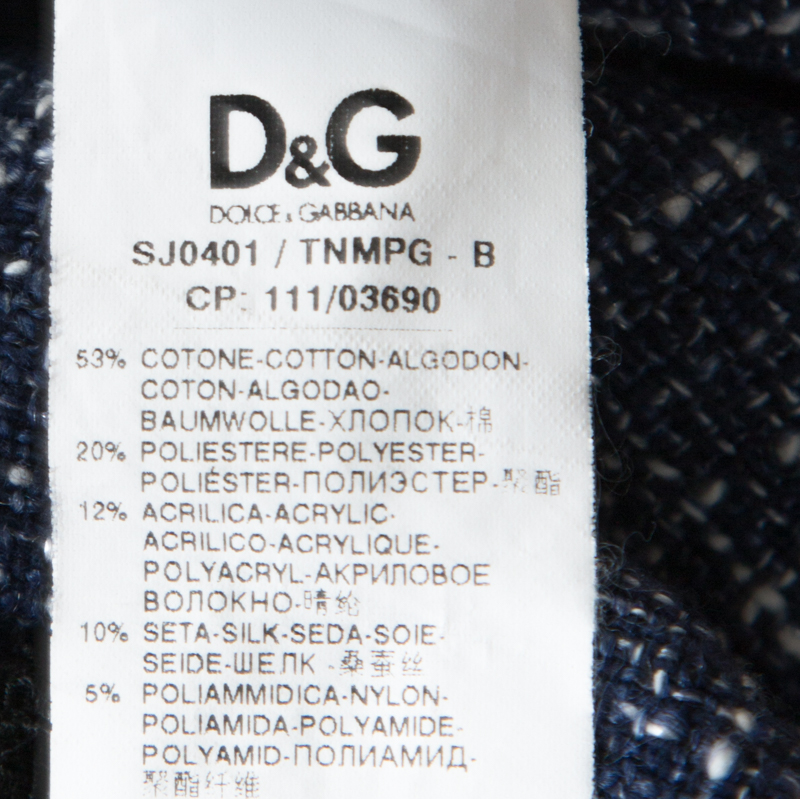 D&G
DOLCE & GABBANA
SJ0401 / TNMPG - B
CP: 111/03690
53% COTONE-COTTON-ALGODON-
COTON-ALGODAO-
BAUMWOLLE-ХЛОПОК-棉
20% POLIESTERE-POLYESTER-
POLIÉSTER-ПОЛИЭСТЕР-聚酯
12% ACRILICA-ACRYLIC-
ACRILICO-ACRYLIQUE-
POLYACRYL-АКРИЛОВОЕ
ВОЛОКНО-晴纶
10% SETA-SILK-SEDA-SOIE-
SEIDE-ШЕЛК -桑蚕丝
5% POLIAMMIDICA-NYLON-
POLIAMIDA-POLYAMIDE-
POLYAMID-ПОЛИАМИД-
聚酯纤维